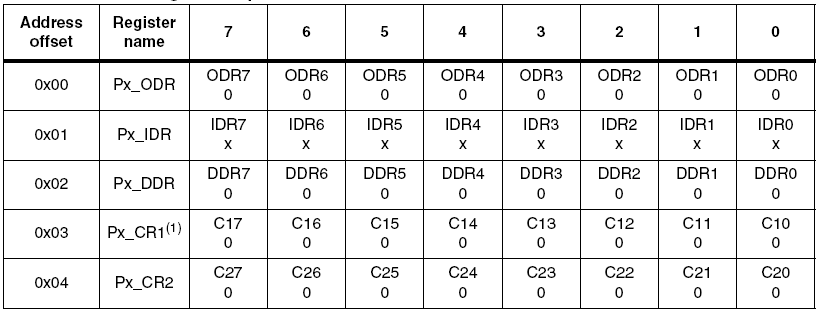 Address offset Register name 7 6 5 4 3 2 1 0
0x00 Px_ODR ODR7 0 ODR6 0 ODR5 0 ODR4 0 ODR3 0 ODR2 0 ODR1 0 ODR0 0
0x01 Px_IDR IDR7 x IDR6 x IDR5 x IDR4 x IDR3 x IDR2 x IDR1 x IDR0 x
0x02 Px_DDR DDR7 0 DDR6 0 DDR5 0 DDR4 0 DDR3 0 DDR2 0 DDR1 0 DDR0 0
0x03 Px_CR1(1) C17 0 C16 0 C15 0 C14 0 C13 0 C12 0 C11 0 C10 0
0x04 Px_CR2 C27 0 C26 0 C25 0 C24 0 C23 0 C22 0 C21 0 C20 0